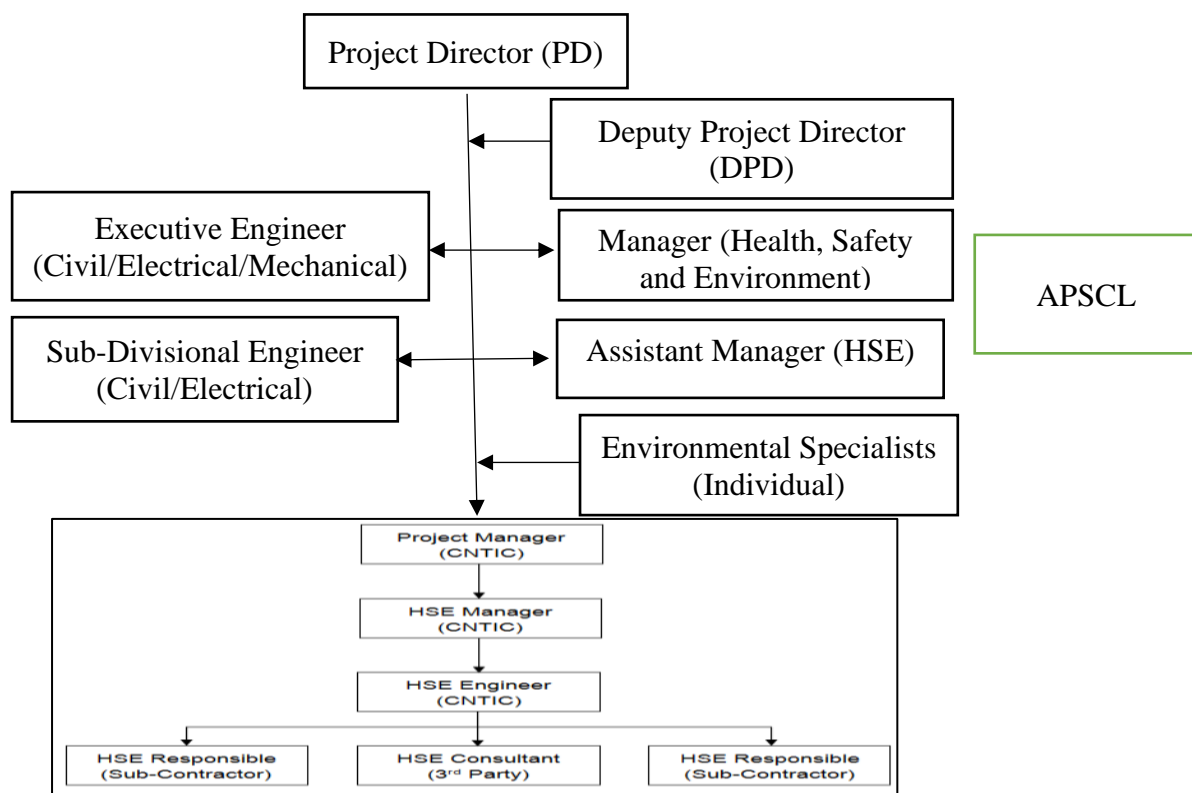 Project Director (PD)
Deputy Project Director
(DPD)
Executive Engineer
(Civil/Electrical/Mechanical)
Manager (Health, Safety
and Environment)
APSCL
Sub-Divisional Engineer
(Civil/Electrical)
Assistant Manager (HSE)
Environmental Specialists
(Individual)
Project Manager
(CNTIC)
HSE Manager
(CNTIC)
HSE Engineer
(CNTIC)
HSE Responsible
(Sub-Contractor)
HSE Consultant
(3rd Party)
HSE Responsible
(Sub-Contractor)